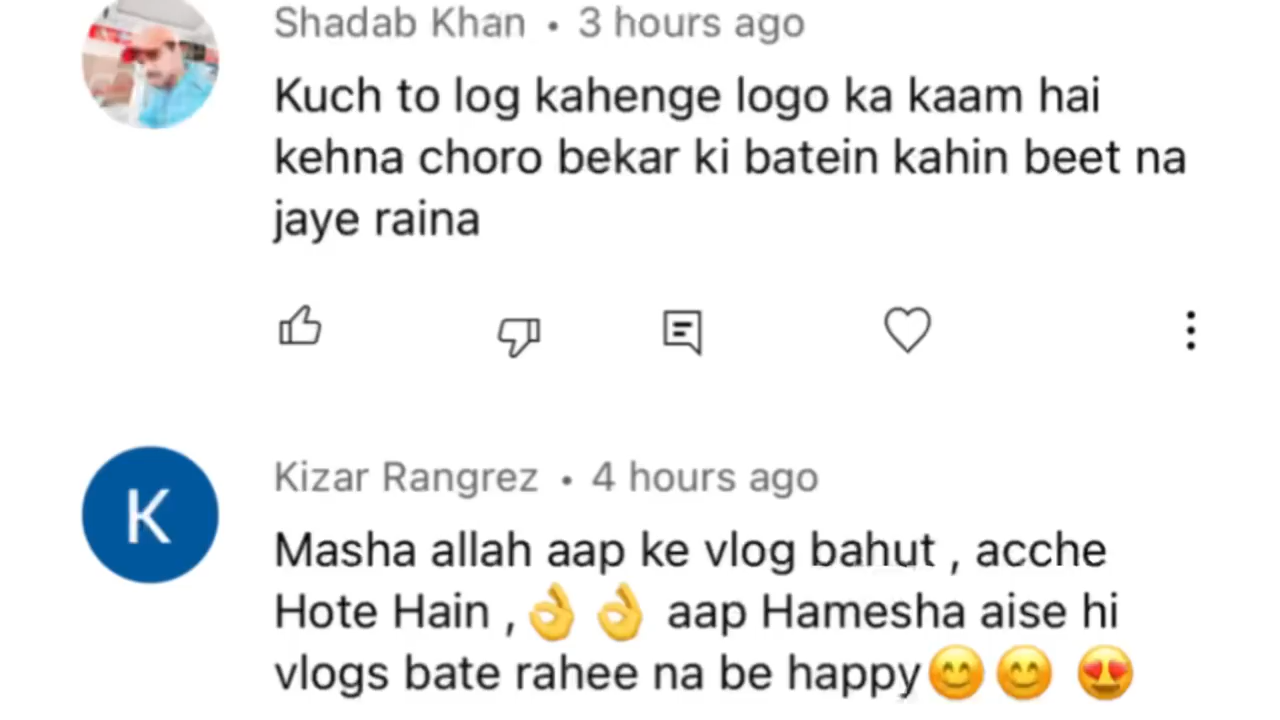 Shadab Khan • 3 hours ago
Kuch to log kahenge logo ka kaam hai
kehna choro bekar ki batein kahin beet na
jaye raina
K
Kizar Rangrez • 4 hours ago
Masha allah aap ke vlog bahut , acche
Hote Hain ,👌👌 aap Hamesha aise hi
vlogs bate rahee na be happy😊😊 😍